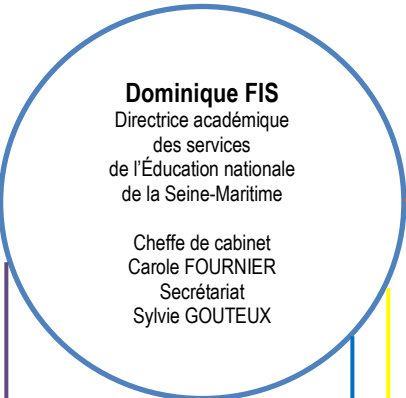 Dominique FIS
Directrice académique
des services
de l'Éducation nationale
de la Seine-Maritime
Cheffe de cabinet
Carole FOURNIER
Secrétariat
Sylvie GOUTEUX